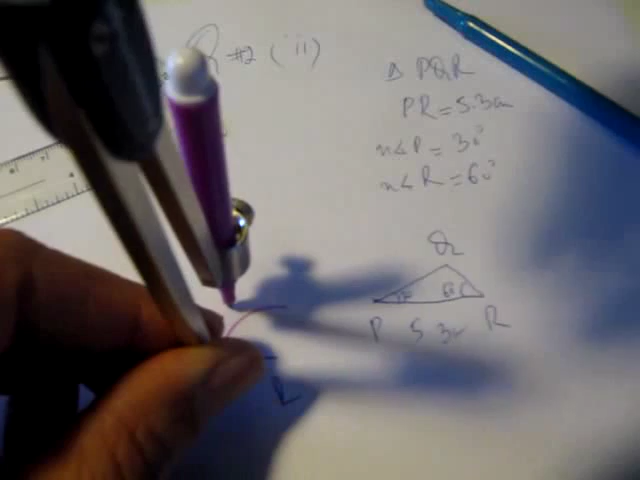 Q #2 (ii)
Δ PQR
PR = 5.3cm
m∠P = 30°
m∠R = 60°
Q
30° 60°
P 5.3cm R
R